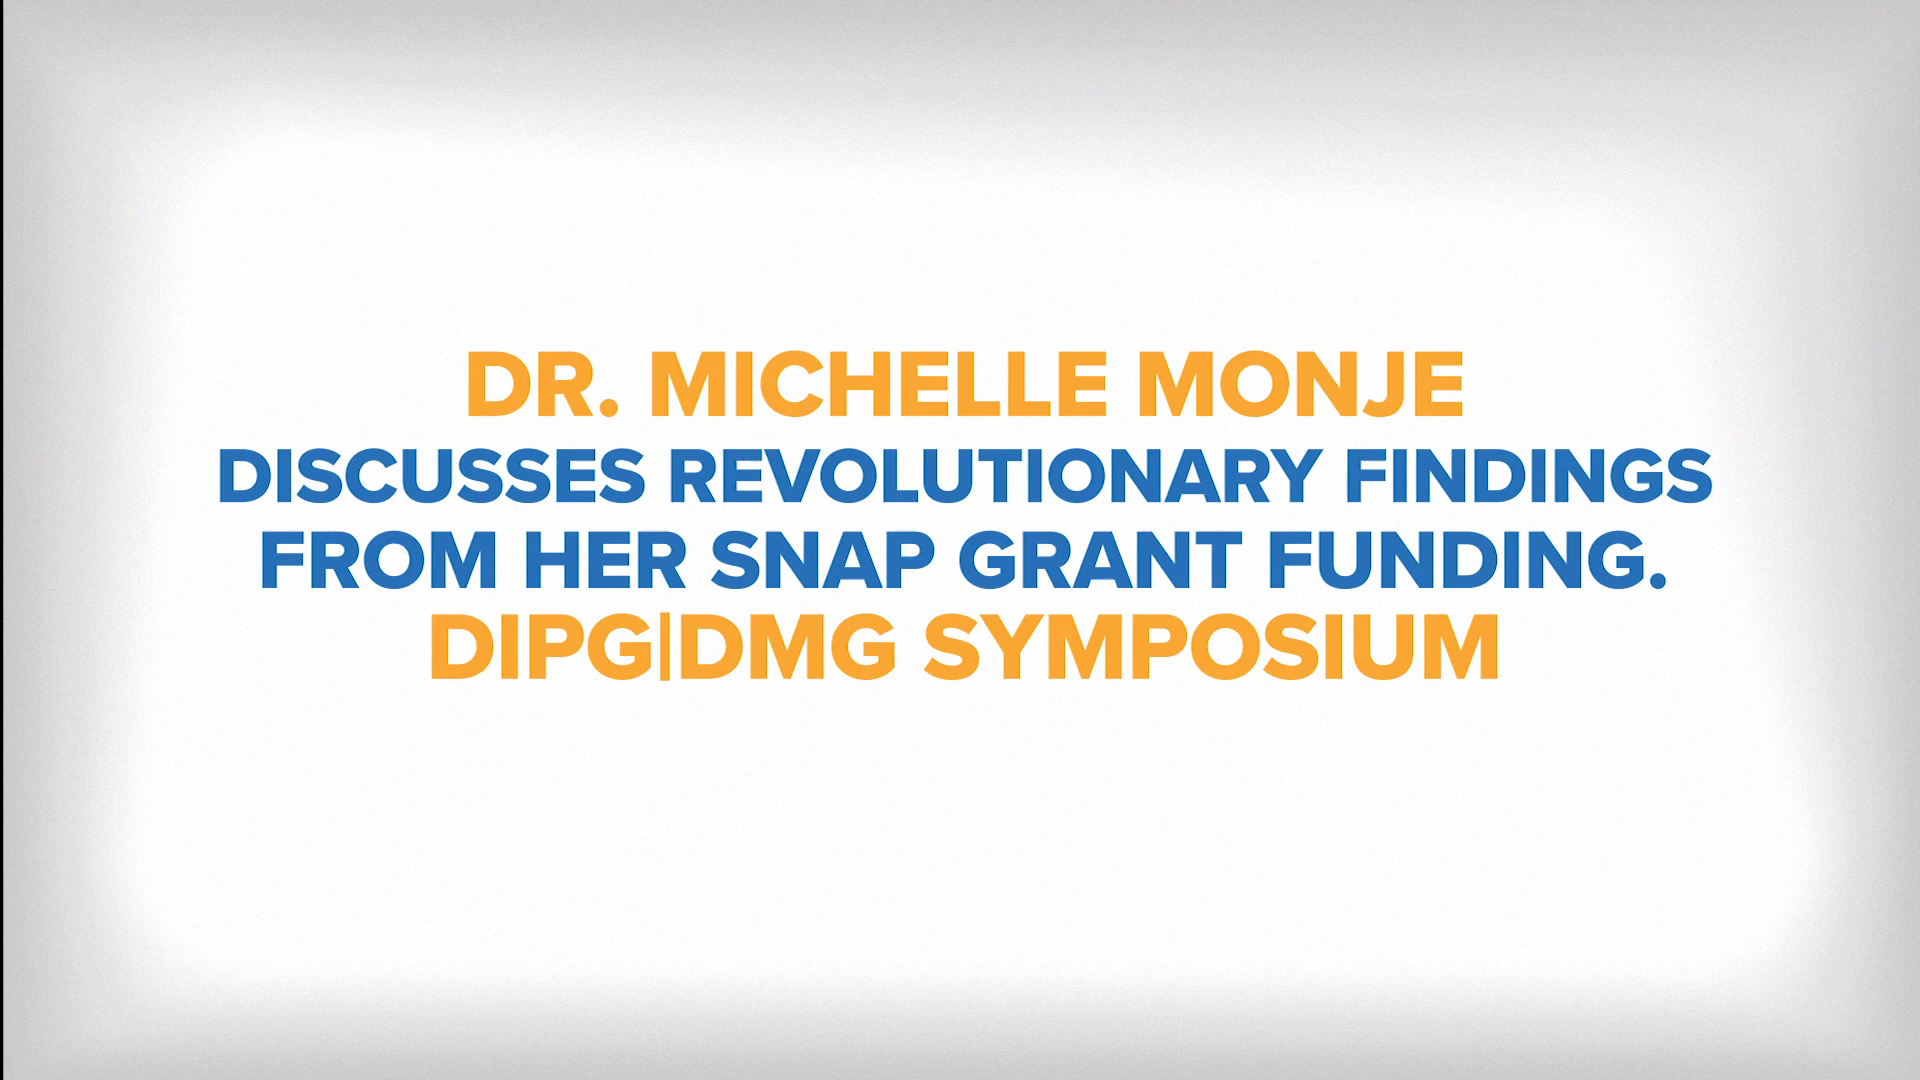 DR. MICHELLE MONJE
DISCUSSES REVOLUTIONARY FINDINGS
FROM HER SNAP GRANT FUNDING.
DIPG|DMG SYMPOSIUM